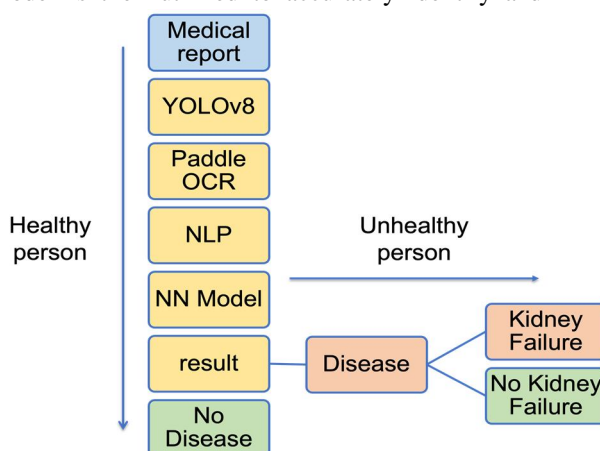 Medical
report
YOLOv8
Paddle
OCR
Healthy
person
NLP
Unhealthy
person
NN Model
result
Disease
Kidney
Failure
No Kidney
Failure
No
Disease